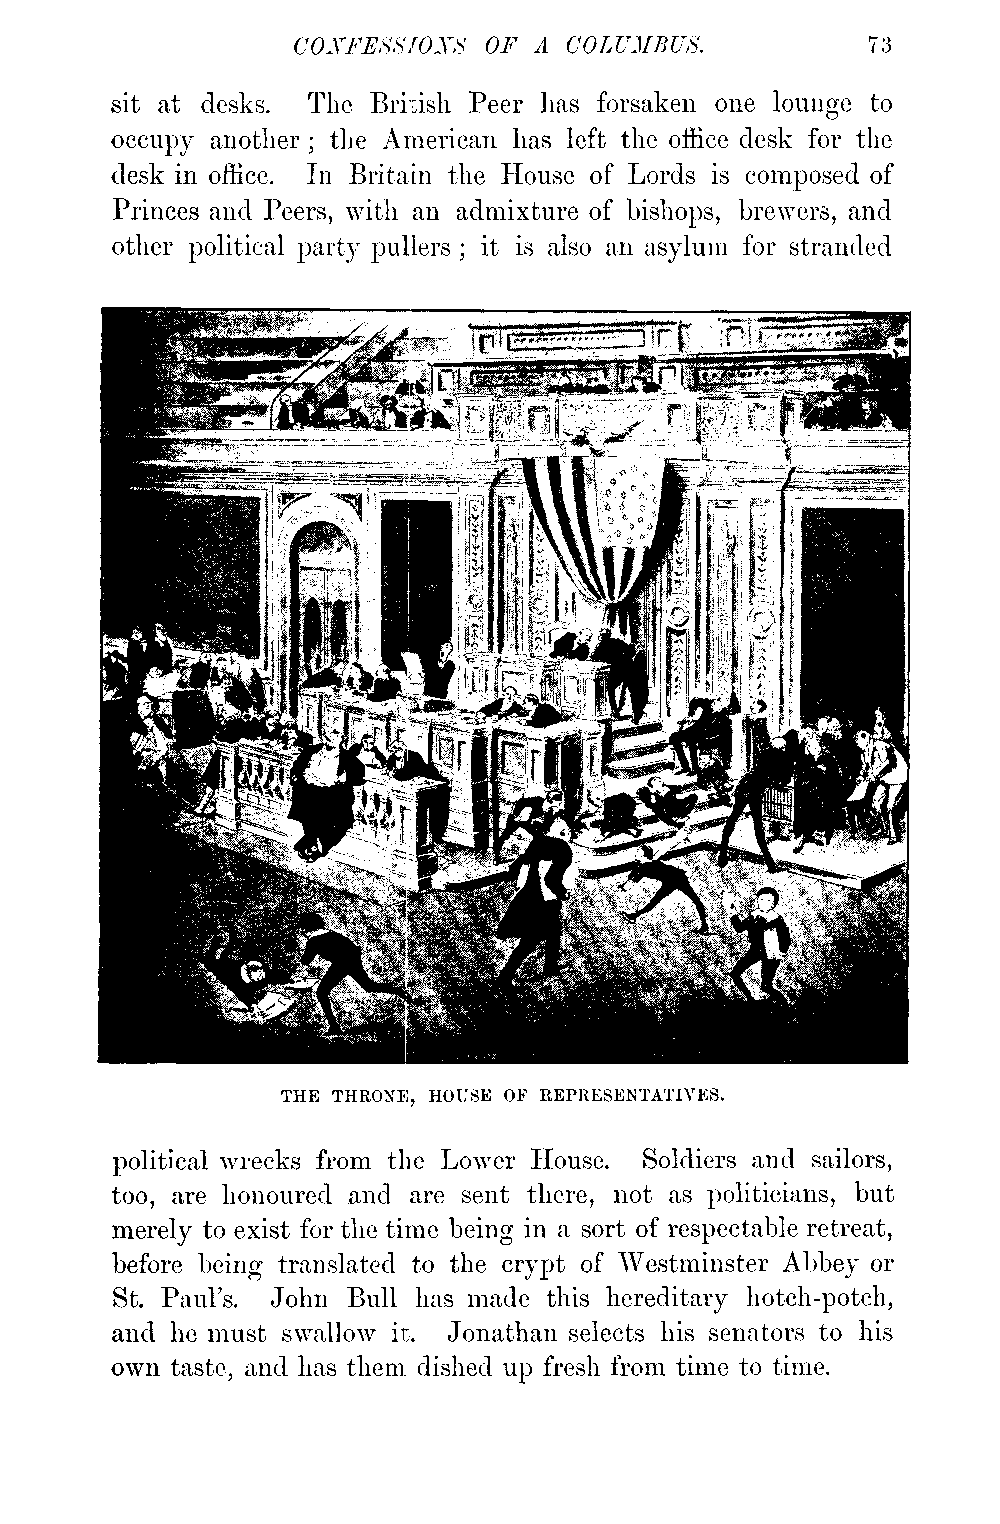 CONFESSIONS OF A COLUMBUS. 73
sit at desks. The British Peer has forsaken one lounge to
occupy another; the American has left the office desk for the
desk in office. In Britain the House of Lords is composed of
Princes and Peers, with an admixture of bishops, brewers, and
other political party pullers; it is also an asylum for stranded
THE THRONE, HOUSE OF REPRESENTATIVES.
political wrecks from the Lower House. Soldiers and sailors,
too, are honoured and are sent there, not as politicians, but
merely to exist for the time being in a sort of respectable retreat,
before being translated to the crypt of Westminster Abbey or
St. Paul's. John Bull has made this hereditary hotch-potch,
and he must swallow it. Jonathan selects his senators to his
own taste, and has them dished up fresh from time to time.